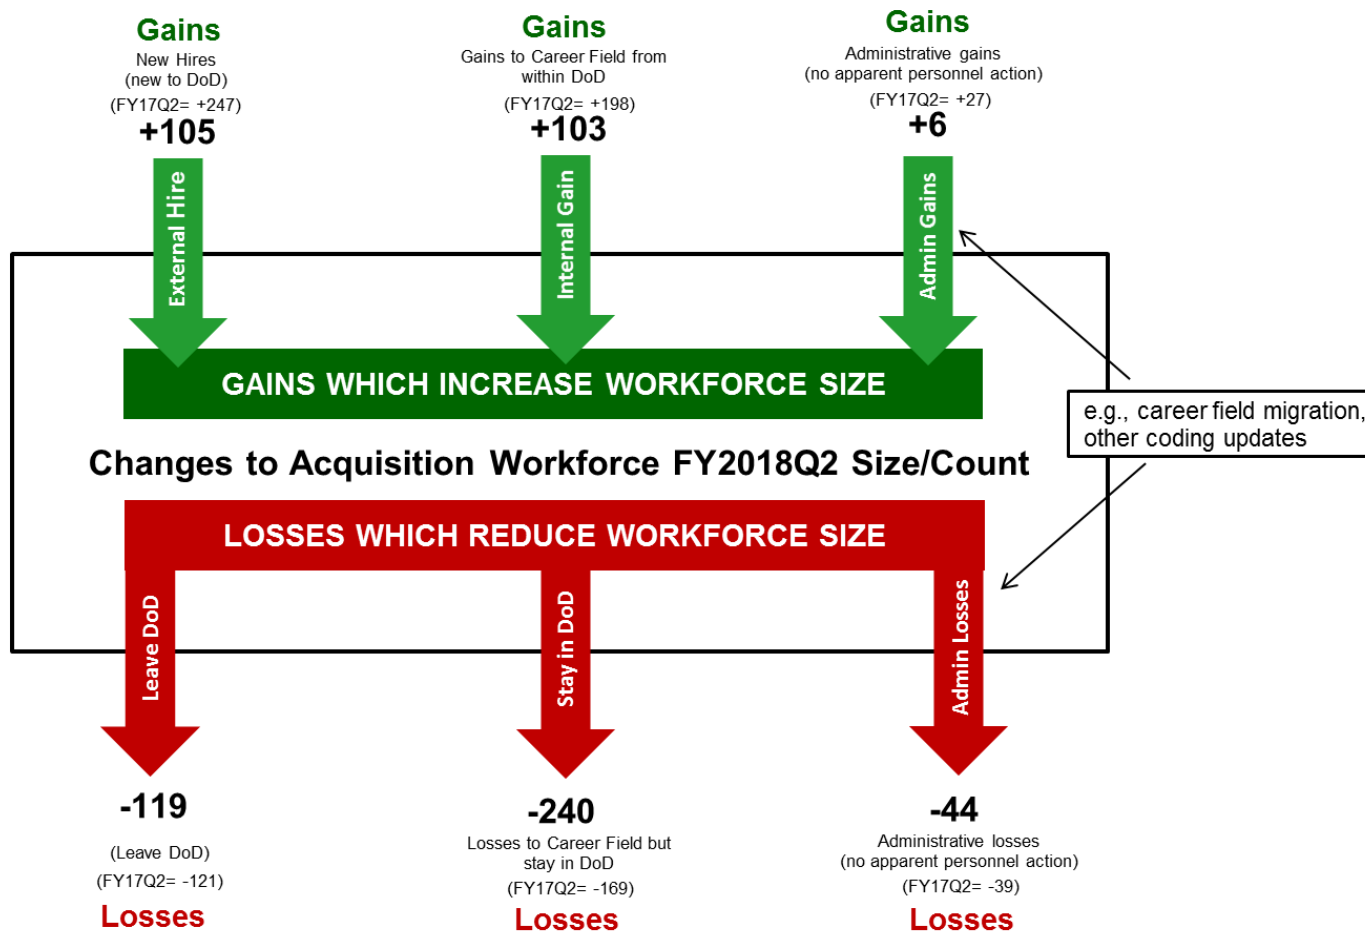 Gains
New Hires
(new to DoD)
(FY17Q2= +247)
+105
Gains
Gains to Career Field from
within DoD
(FY17Q2= +198)
+103
Gains
Administrative gains
(no apparent personnel action)
(FY17Q2= +27)
+6
External Hire
Internal Gain
Admin Gains
GAINS WHICH INCREASE WORKFORCE SIZE
e.g., career field migration,
other coding updates
Changes to Acquisition Workforce FY2018Q2 Size/Count
LOSSES WHICH REDUCE WORKFORCE SIZE
Leave DoD
Stay in DoD
Admin Losses
-119
(Leave DoD)
(FY17Q2= -121)
Losses
-240
Losses to Career Field but
stay in DoD
(FY17Q2= -169)
Losses
-44
Administrative losses
(no apparent personnel action)
(FY17Q2= -39)
Losses